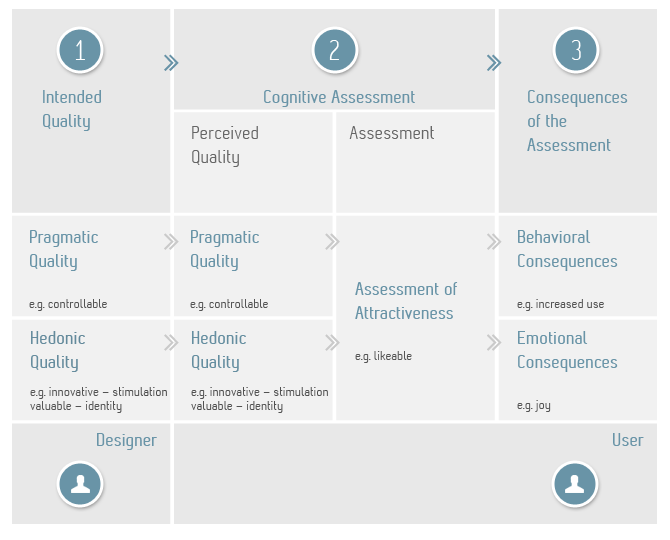 1
2
3
Intended
Quality
Cognitive Assessment
Consequences
of the
Assessment
Perceived
Quality
Assessment
Pragmatic
Quality
e.g. controllable
Pragmatic
Quality
e.g. controllable
Assessment of
Attractiveness
e.g. likeable
Behavioral
Consequences
e.g. increased use
Hedonic
Quality
e.g. innovative – stimulation
valuable – identity
Hedonic
Quality
e.g. innovative – stimulation
valuable – identity
Emotional
Consequences
e.g. joy
Designer
User